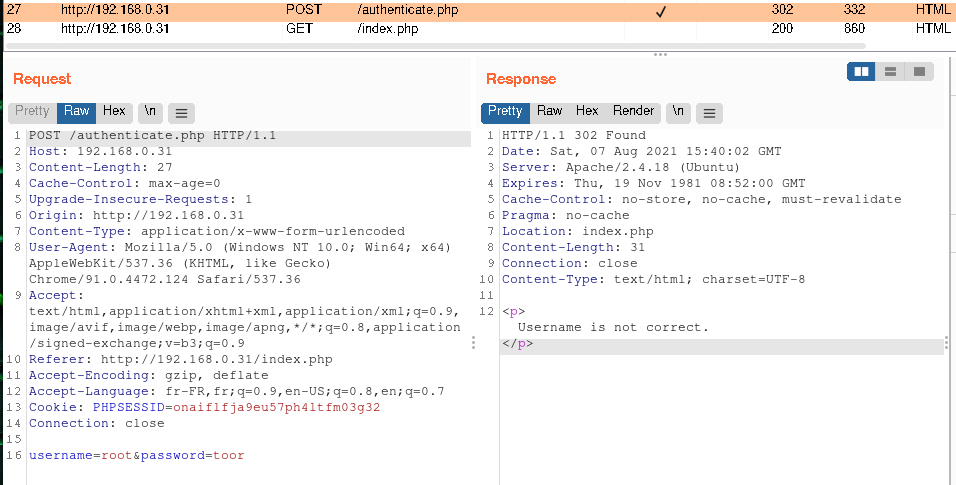 27 http://192.168.0.31 POST /authenticate.php ✓ 302 332 HTML
28 http://192.168.0.31 GET /index.php 200 860 HTML
Request
Pretty Raw Hex \n
1 POST /authenticate.php HTTP/1.1
2 Host: 192.168.0.31
3 Content-Length: 27
4 Cache-Control: max-age=0
5 Upgrade-Insecure-Requests: 1
6 Origin: http://192.168.0.31
7 Content-Type: application/x-www-form-urlencoded
8 User-Agent: Mozilla/5.0 (Windows NT 10.0; Win64; x64)
AppleWebKit/537.36 (KHTML, like Gecko)
Chrome/91.0.4472.124 Safari/537.36
9 Accept:
text/html,application/xhtml+xml,application/xml;q=0.9,
image/avif,image/webp,image/apng,*/*;q=0.8,application
/signed-exchange;v=b3;q=0.9
10 Referer: http://192.168.0.31/index.php
11 Accept-Encoding: gzip, deflate
12 Accept-Language: fr-FR,fr;q=0.9,en-US;q=0.8,en;q=0.7
13 Cookie: PHPSESSID=onaiflfja9eu57ph4ltfm03g32
14 Connection: close
15
16 username=root&password=toor
Response
Pretty Raw Hex Render \n
1 HTTP/1.1 302 Found
2 Date: Sat, 07 Aug 2021 15:40:02 GMT
3 Server: Apache/2.4.18 (Ubuntu)
4 Expires: Thu, 19 Nov 1981 08:52:00 GMT
5 Cache-Control: no-store, no-cache, must-revalidate
6 Pragma: no-cache
7 Location: index.php
8 Content-Length: 31
9 Connection: close
10 Content-Type: text/html; charset=UTF-8
11
12 <p>
Username is not correct.
</p>